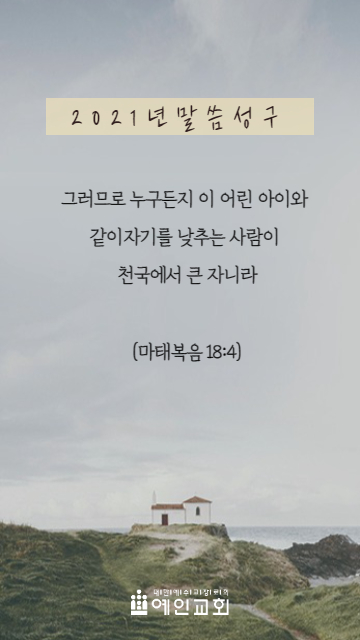 2021년말씀성구
그러므로 누구든지 이 어린 아이와
같이자기를 낮추는 사람이
천국에서 큰 자니라
(마태복음 18:4)
예인교회